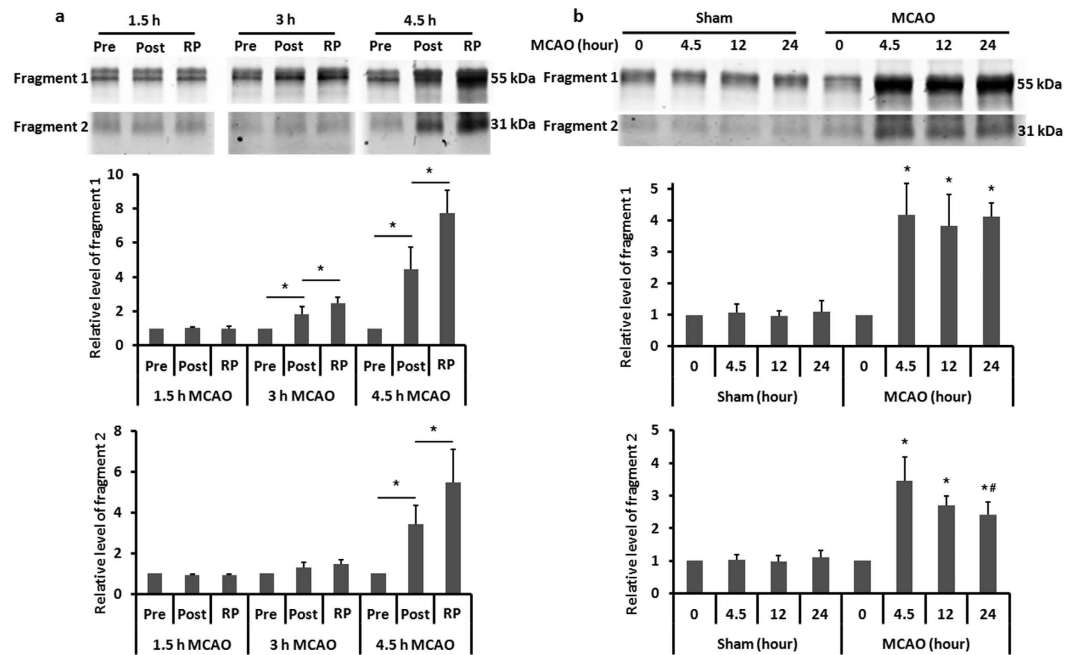 a
1.5 h 3 h 4.5 h
Pre Post RP Pre Post RP Pre Post RP
Fragment 1 55 kDa
Fragment 2 31 kDa
Relative level of fragment 1
10
8
6
4
2
0
Pre Post RP Pre Post RP Pre Post RP
1.5 h MCAO 3 h MCAO 4.5 h MCAO
* * * *
Relative level of fragment 2
8
6
4
2
0
Pre Post RP Pre Post RP Pre Post RP
1.5 h MCAO 3 h MCAO 4.5 h MCAO
* *
b
Sham MCAO
MCAO (hour) 0 4.5 12 24 0 4.5 12 24
Fragment 1 55 kDa
Fragment 2 31 kDa
Relative level of fragment 1
5
4
3
2
1
0
* * *
0 4.5 12 24 0 4.5 12 24
Sham (hour) MCAO (hour)
Relative level of fragment 2
5
4
3
2
1
0
* * *#
0 4.5 12 24 0 4.5 12 24
Sham (hour) MCAO (hour)